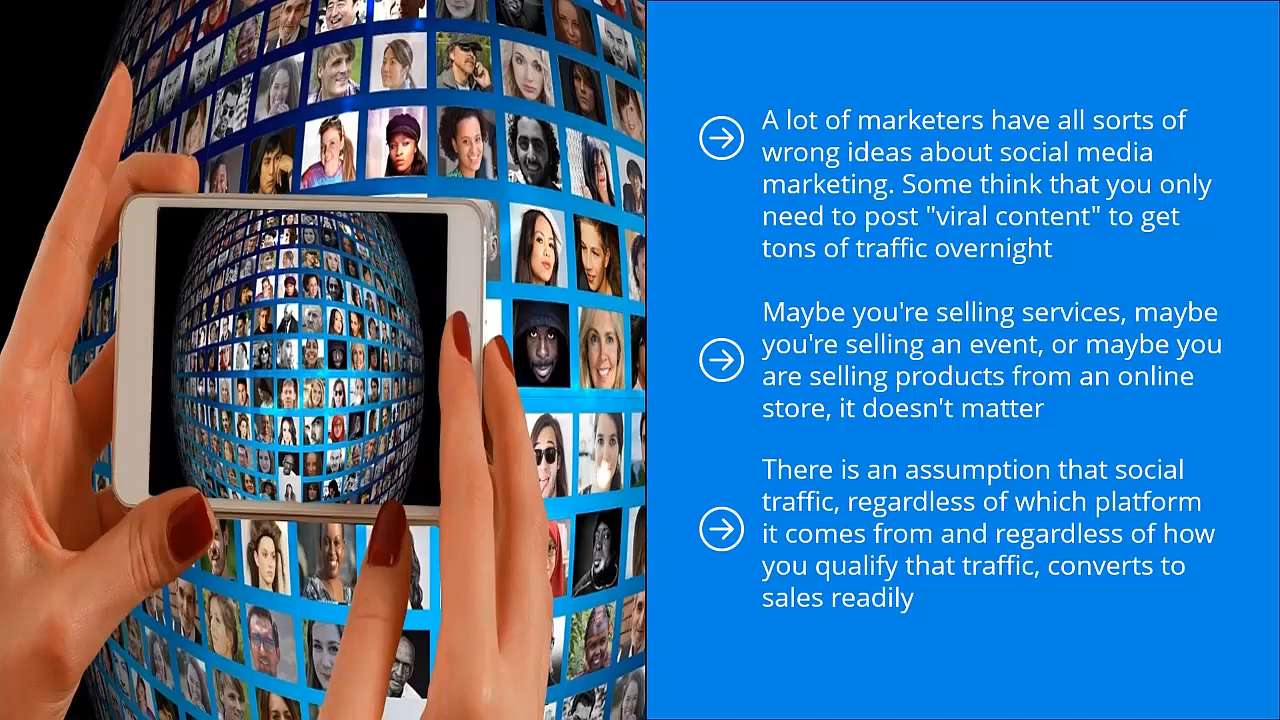 A lot of marketers have all sorts of
wrong ideas about social media
marketing. Some think that you only
need to post "viral content" to get
tons of traffic overnight
Maybe you're selling services, maybe
you're selling an event, or maybe you
are selling products from an online
store, it doesn't matter
There is an assumption that social
traffic, regardless of which platform
it comes from and regardless of how
you qualify that traffic, converts to
sales readily